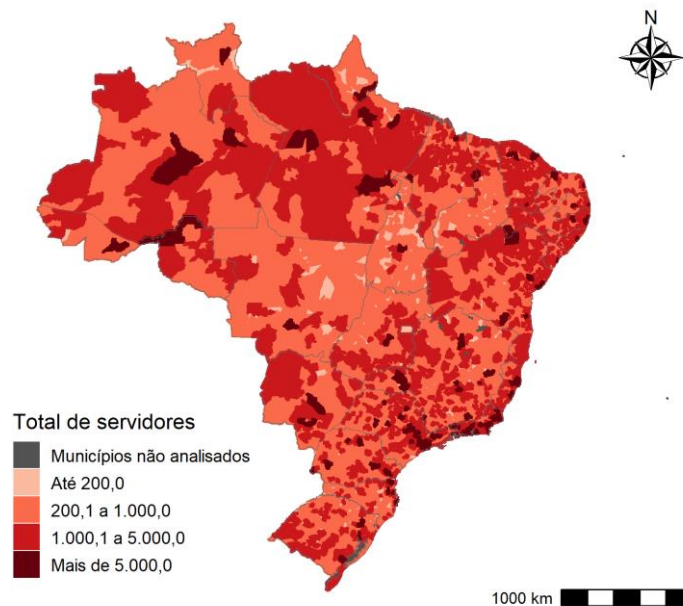 N
Total de servidores
Municípios não analisados
Até 200,0
200,1 a 1.000,0
1.000,1 a 5.000,0
Mais de 5.000,0
1000 km